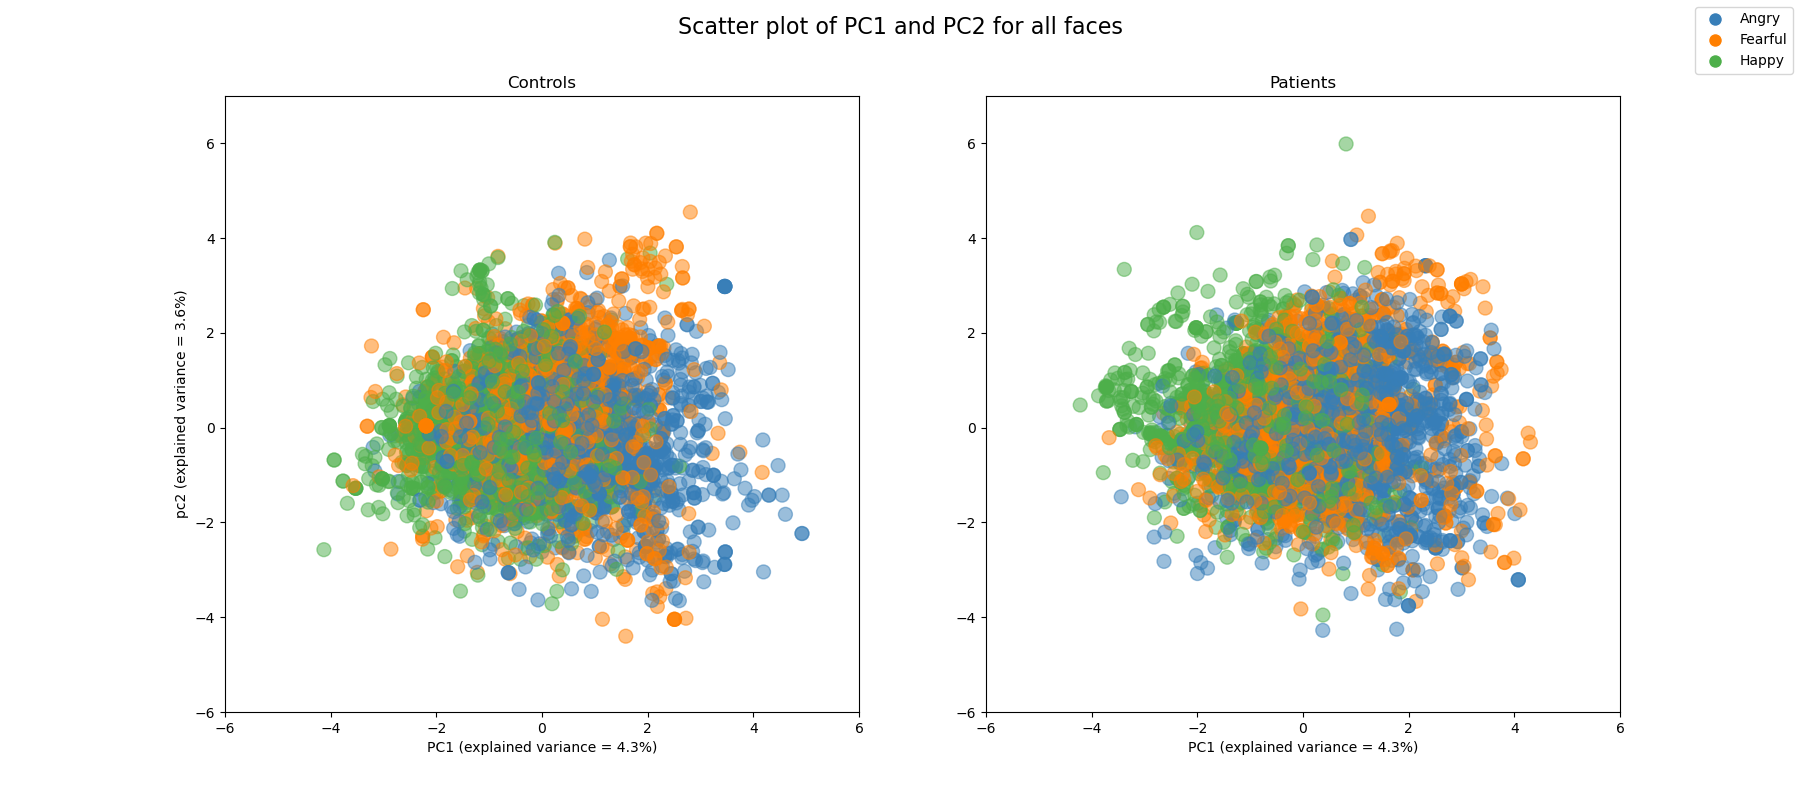 Scatter plot of PC1 and PC2 for all faces
Angry
Fearful
Happy
Controls
Patients
6
4
2
0
−2
−4
−6
pc2 (explained variance = 3.6%)
−6 −4 −2 0 2 4 6
PC1 (explained variance = 4.3%)
6
4
2
0
−2
−4
−6
−6 −4 −2 0 2 4 6
PC1 (explained variance = 4.3%)